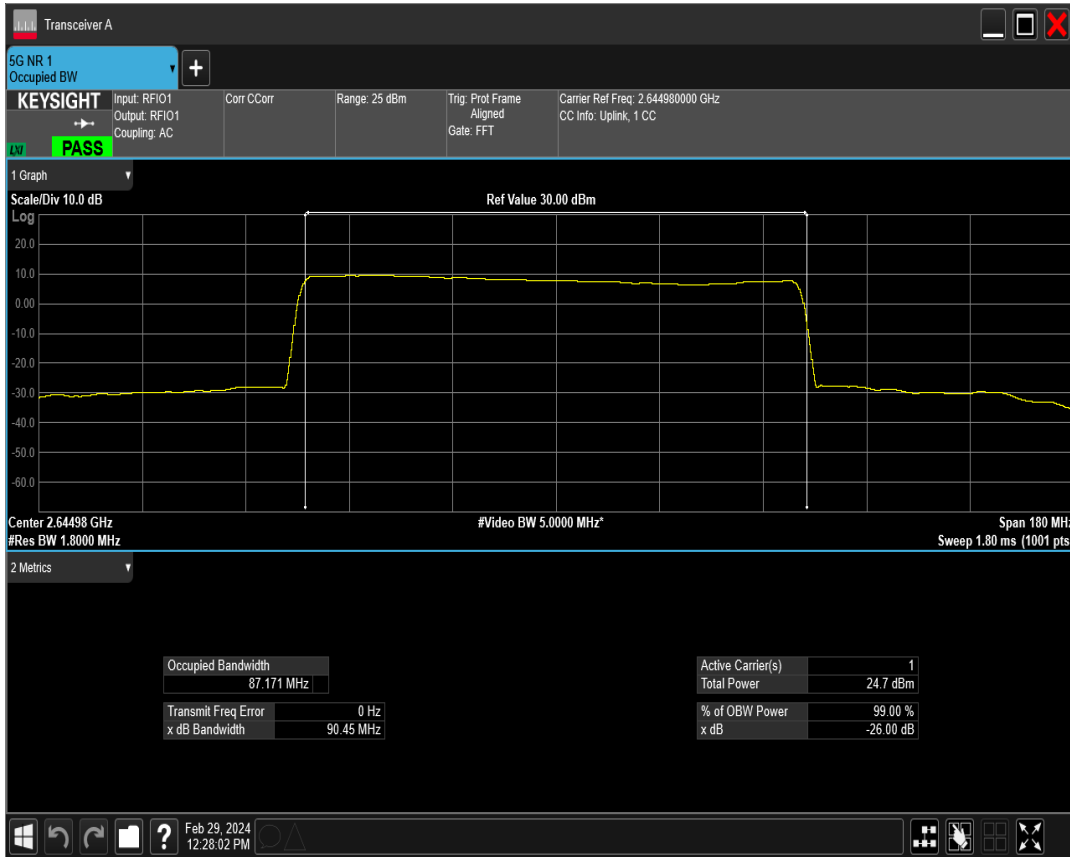 Transceiver A
5G NR 1
Occupied BW
KEYSIGHT
LXI
PASS
Input: RFIO1
Output: RFIO1
Coupling: AC
Corr CCorr
Range: 25 dBm
Trig: Prot Frame
Aligned
Gate: FFT
Carrier Ref Freq: 2.644980000 GHz
CC Info: Uplink, 1 CC
1 Graph
Scale/Div 10.0 dB
Ref Value 30.00 dBm
Log
20.0
10.0
0.00
-10.0
-20.0
-30.0
-40.0
-50.0
-60.0
Center 2.64498 GHz
#Video BW 5.0000 MHz*
Span 180 MHz
#Res BW 1.8000 MHz
Sweep 1.80 ms (1001 pts
2 Metrics
Occupied Bandwidth
87.171 MHz
Transmit Freq Error 0 Hz
x dB Bandwidth 90.45 MHz
Active Carrier(s) 1
Total Power 24.7 dBm
% of OBW Power 99.00 %
x dB -26.00 dB
?
Feb 29, 2024
12:28:02 PM